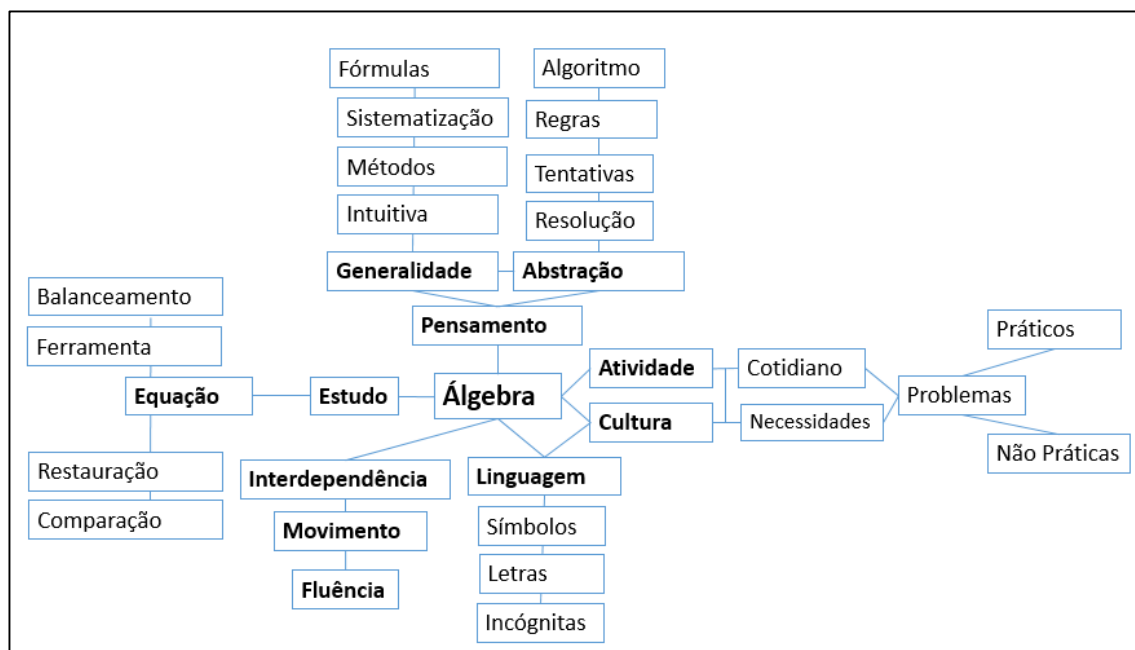 Fórmulas
Algoritmo
Sistematização
Regras
Métodos
Tentativas
Intuitiva
Resolução
Generalidade
Abstração
Balanceamento
Pensamento
Práticos
Ferramenta
Atividade
Cotidiano
Equação
Estudo
Álgebra
Problemas
Cultura
Necessidades
Não Práticas
Restauração
Interdependência
Linguagem
Comparação
Movimento
Símbolos
Fluência
Letras
Incógnitas